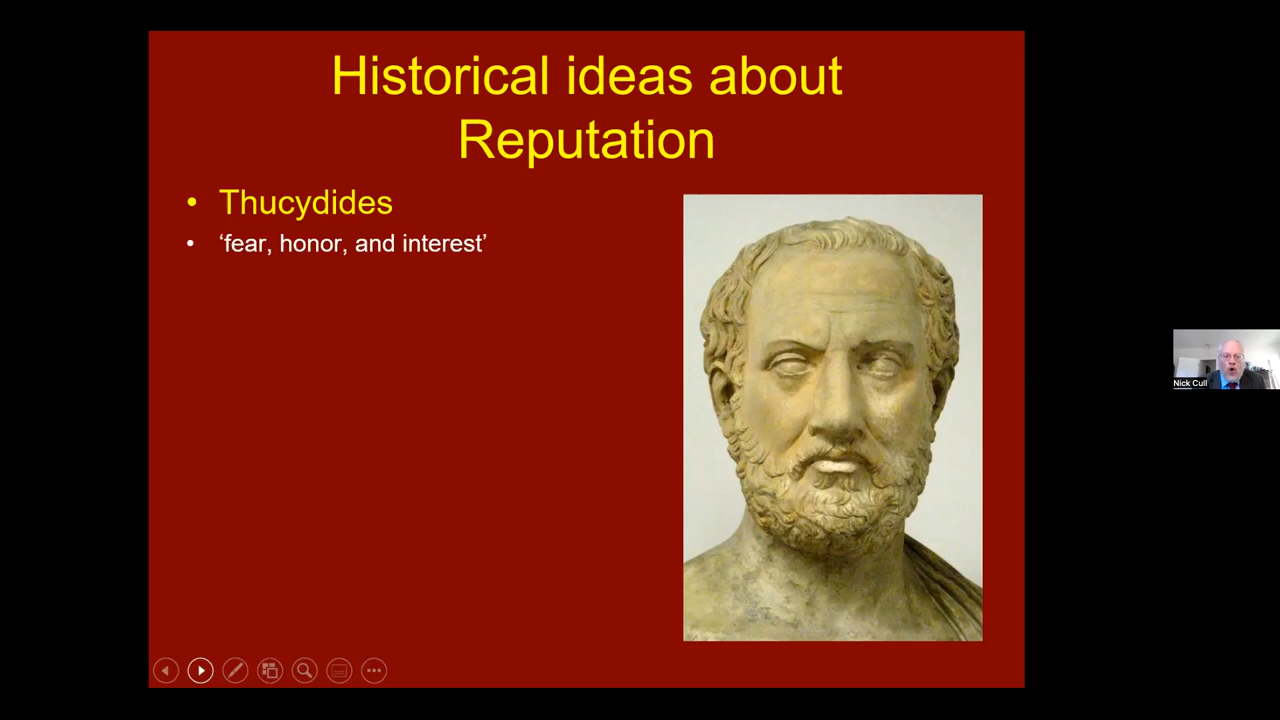 Historical ideas about
Reputation
• Thucydides
• ‘fear, honor, and interest’
Nick Cull